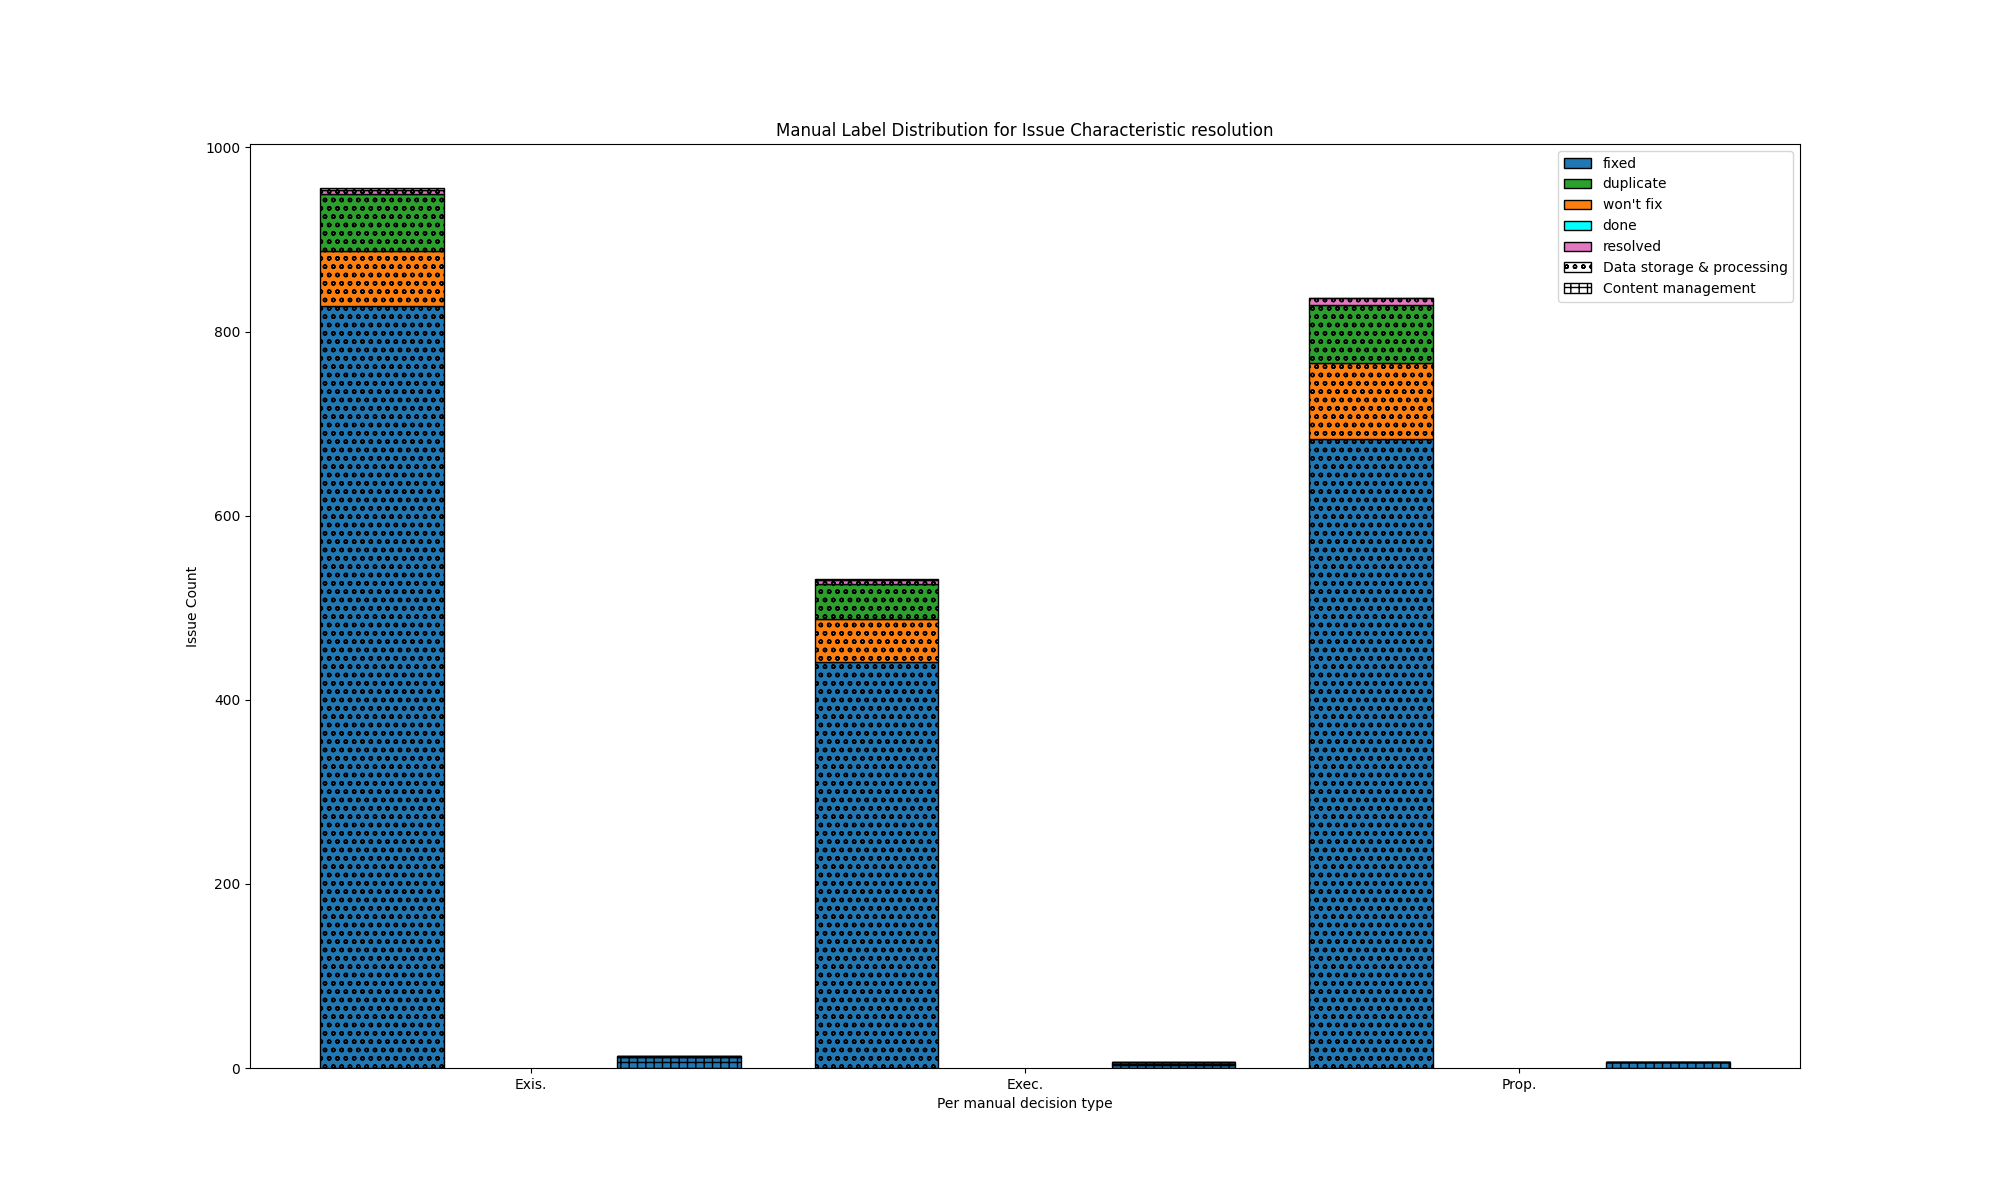 Manual Label Distribution for Issue Characteristic resolution
1000
800
600
400
200
0
Issue Count
fixed
duplicate
won't fix
done
resolved
Data storage & processing
Content management
Exis.
Exec.
Prop.
Per manual decision type